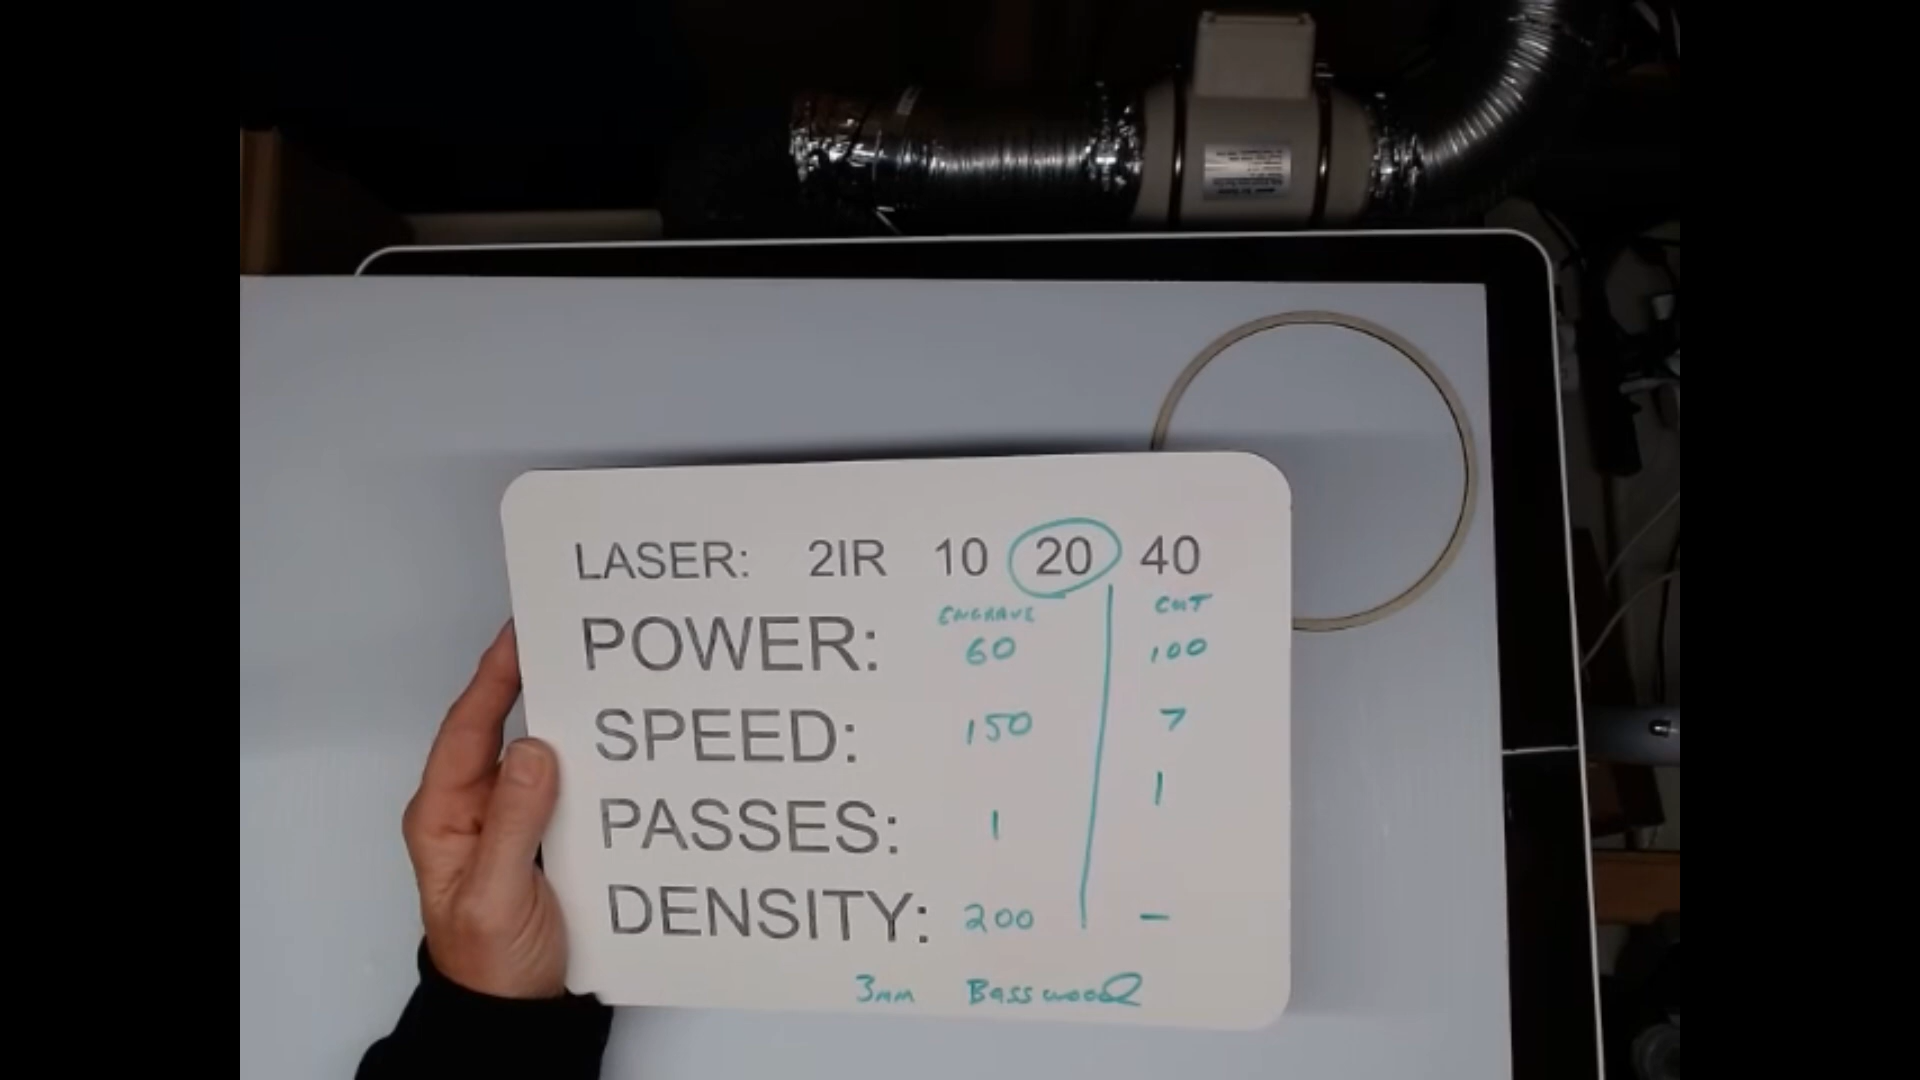 LASER: 2IR 10 20 40
ENGRAVE CUT
POWER: 60 100
SPEED: 150 7
PASSES: 1 1
DENSITY: 200 –
3mm Basswood